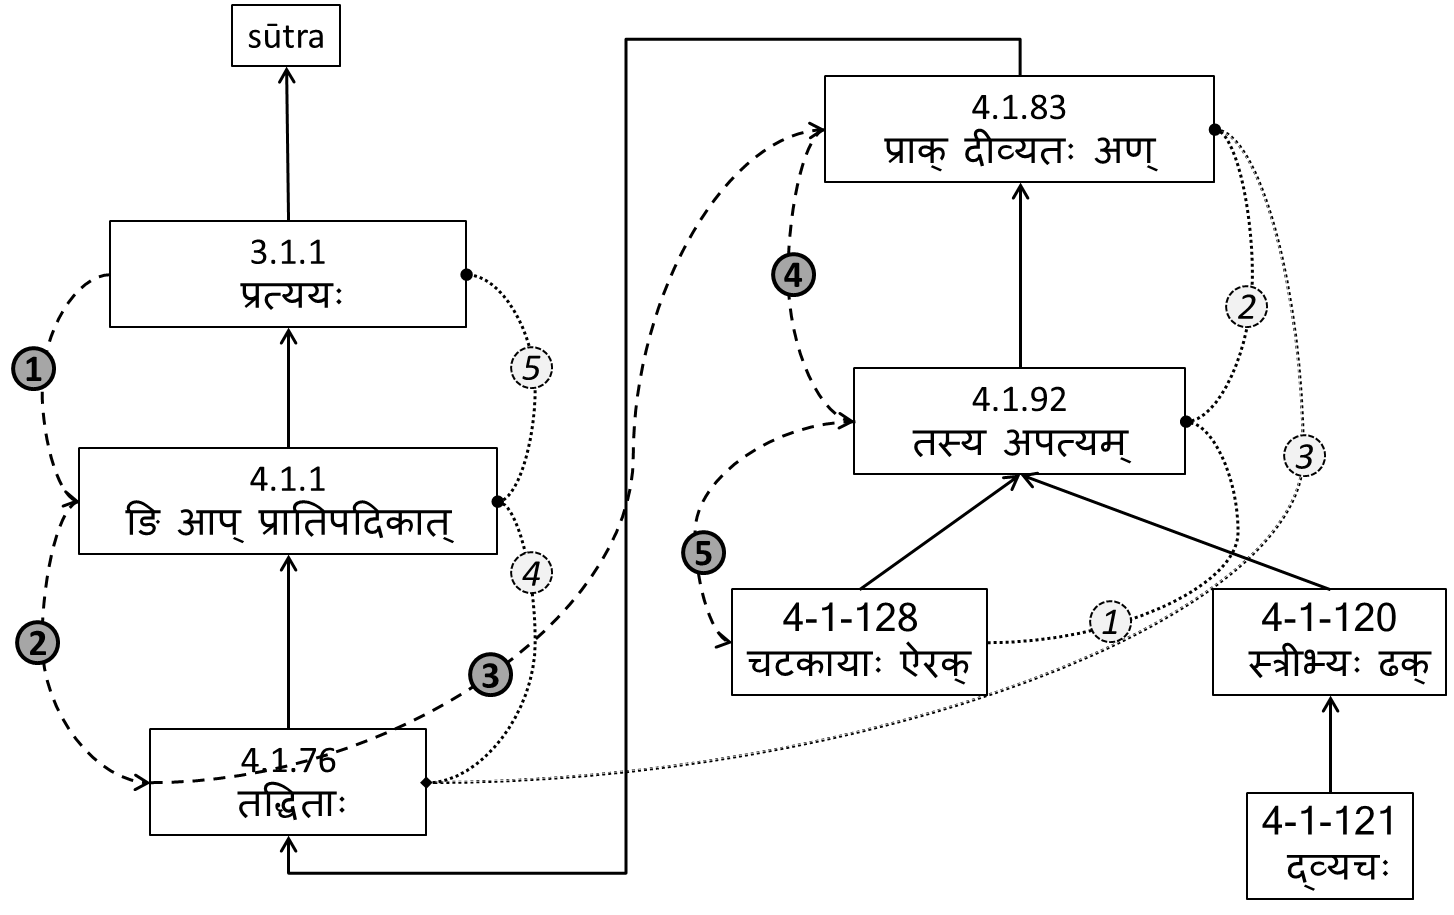 sūtra
3.1.1
प्रत्ययः
4.1.1
ङि आप् प्रातिपदिकात्
4.1.76
तद्धिताः
4.1.83
प्राक् दीव्यतः अण्
4.1.92
तस्य अपत्यम्
4-1-128
चटकायाः ऐरक्
4-1-120
स्त्रीभ्यः ढक्
4-1-121
द्व्यचः
1
2
3
4
5
1
2
3
4
5